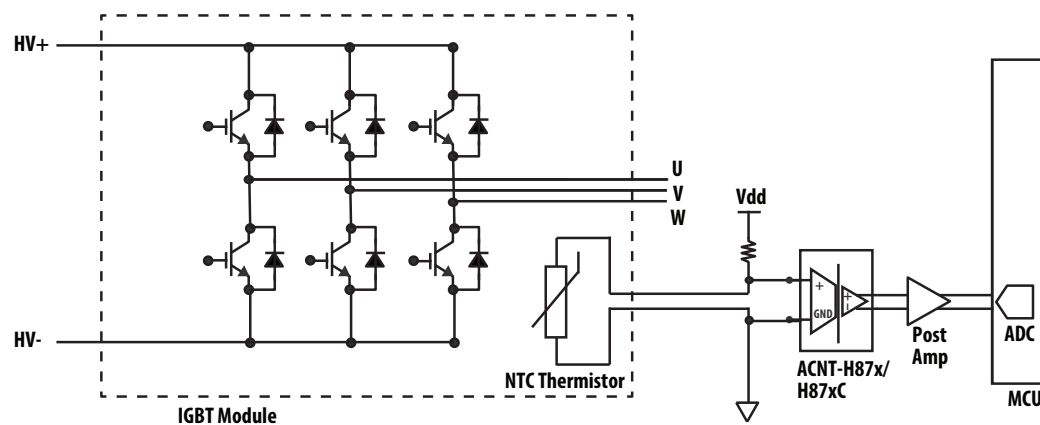 HV+
U
V
W
Vdd
+
GND
+
−
ADC
Post
Amp
HV-
NTC Thermistor
ACNT-H87x/
H87xC
MCU
IGBT Module